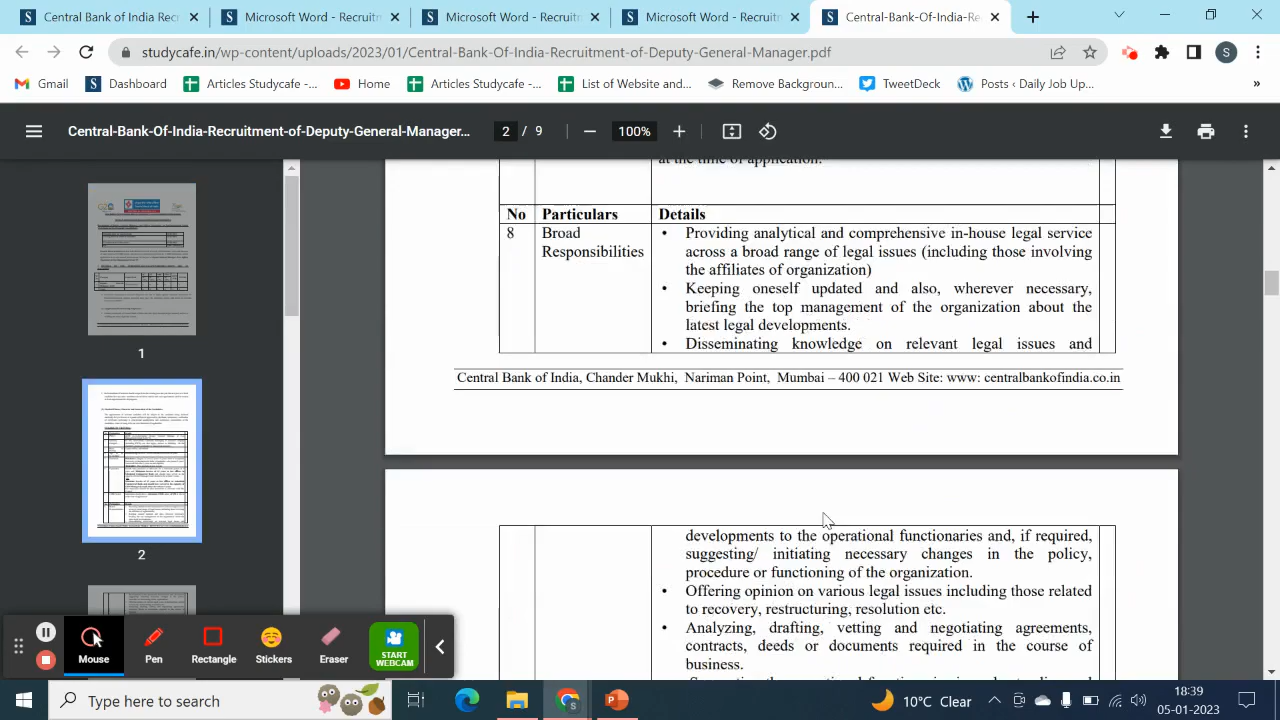 Central Bank Of India Recruitm
Microsoft Word - Recruitment
Microsoft Word - Recruitment
Microsoft Word - Recruitment
Central-Bank-Of-India-Re
studycafe.in/wp-content/uploads/2023/01/Central-Bank-Of-India-Recruitment-of-Deputy-General-Manager.pdf
S
Gmail
Dashboard
Articles Studycafe -...
Home
Articles Studycafe -...
List of Website and...
Remove Backgroun...
TweetDeck
Posts ‹ Daily Job Up...
»
Central-Bank-Of-India-Recruitment-of-Deputy-General-Manager...
2 / 9
100%
at the time of application.
No Particulars Details
8 Broad Responsibilities
• Providing analytical and comprehensive in-house legal service
across a broad range of legal issues (including those involving
the affiliates of organization)
• Keeping oneself updated and also, wherever necessary,
briefing the top management of the organization about the
latest legal developments.
• Disseminating knowledge on relevant legal issues and
Central Bank of India, Chander Mukhi, Nariman Point, Mumbai – 400 021 Web Site: www: centralbankofindia.co.in
developments to the operational functionaries and, if required,
suggesting/ initiating necessary changes in the policy,
procedure or functioning of the organization.
• Offering opinion on various legal issues including those related
to recovery, restructuring, resolution etc.
• Analyzing, drafting, vetting and negotiating agreements,
contracts, deeds or documents required in the course of
business.
1
2
Mouse
Pen
Rectangle
Stickers
Eraser
START
WEBCAM
Type here to search
10°C Clear
18:39
05-01-2023